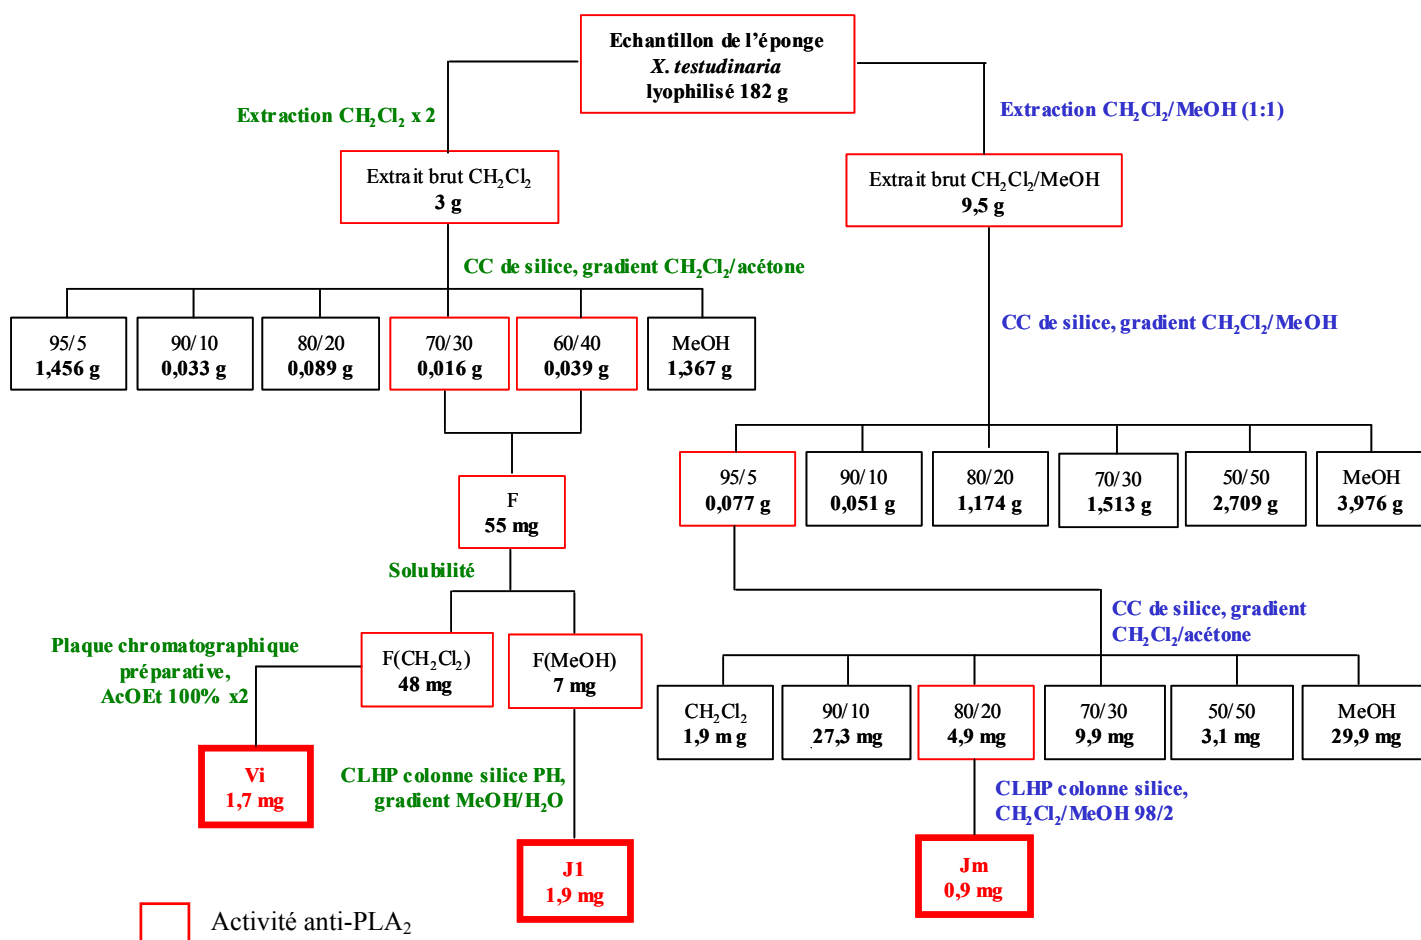 Echantillon de l'éponge
X. testudinaria
lyophilisé 182 g
Extraction CH₂Cl₂ x 2
Extraction CH₂Cl₂/MeOH (1:1)
Extrait brut CH₂Cl₂
3 g
Extrait brut CH₂Cl₂/MeOH
9,5 g
CC de silice, gradient CH₂Cl₂/acétone
95/5
1,456 g
90/10
0,033 g
80/20
0,089 g
70/30
0,016 g
60/40
0,039 g
MeOH
1,367 g
CC de silice, gradient CH₂Cl₂/MeOH
95/5
0,077 g
90/10
0,051 g
80/20
1,174 g
70/30
1,513 g
50/50
2,709 g
MeOH
3,976 g
F
55 mg
Solubilité
Plaque chromatographique
préparative,
AcOEt 100% x2
F(CH₂Cl₂)
48 mg
F(MeOH)
7 mg
CC de silice, gradient
CH₂Cl₂/acétone
CH₂Cl₂
1,9 m g
90/10
27,3 mg
80/20
4,9 mg
70/30
9,9 mg
50/50
3,1 mg
MeOH
29,9 mg
Vi
1,7 mg
CLHP colonne silice PH,
gradient MeOH/H₂O
CLHP colonne silice,
CH₂Cl₂/MeOH 98/2
J1
1,9 mg
Jm
0,9 mg
Activité anti-PLA₂